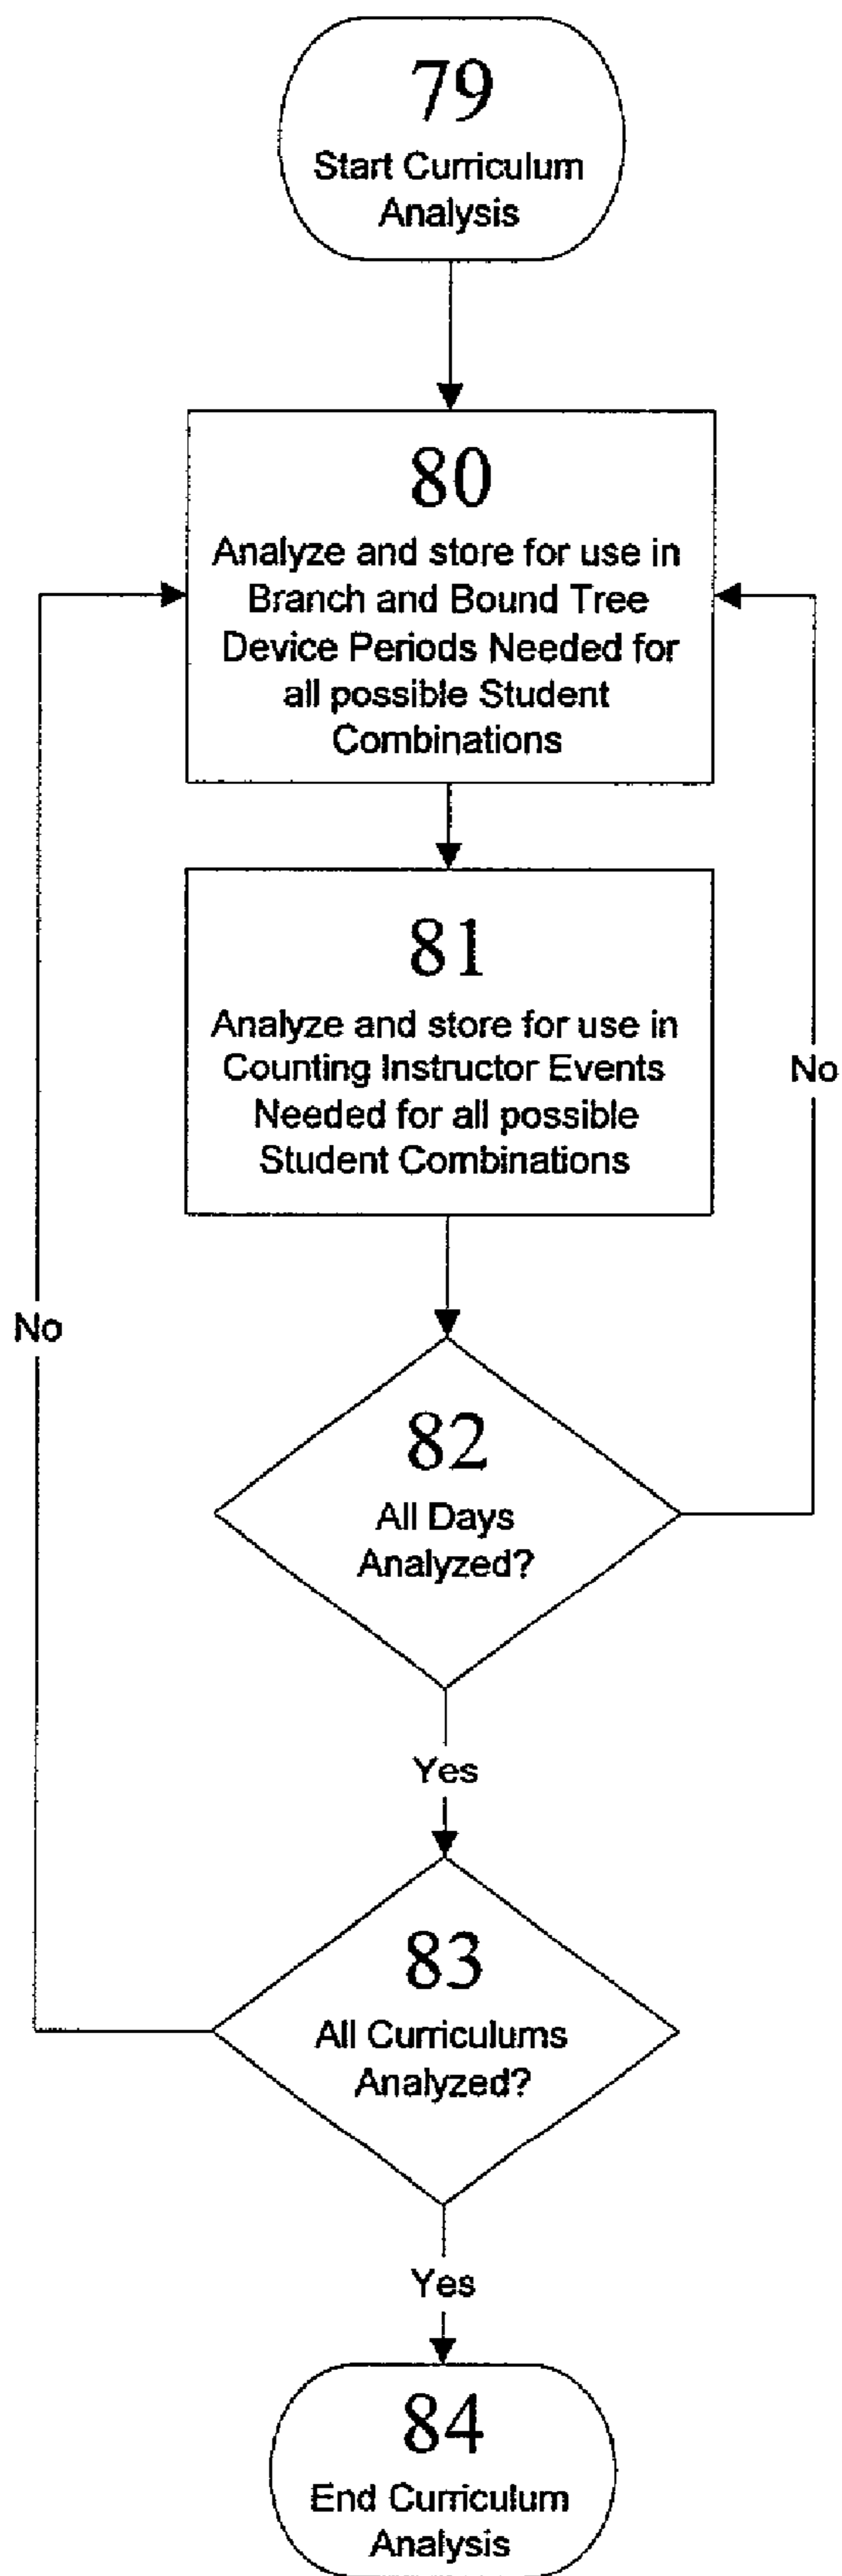 79
Start Curriculum
Analysis
80
Analyze and store for use in
Branch and Bound Tree
Device Periods Needed for
all possible Student
Combinations
81
Analyze and store for use in
Counting Instructor Events
Needed for all possible
Student Combinations
No
No
82
All Days
Analyzed?
Yes
83
All Curriculums
Analyzed?
Yes
84
End Curriculum
Analysis